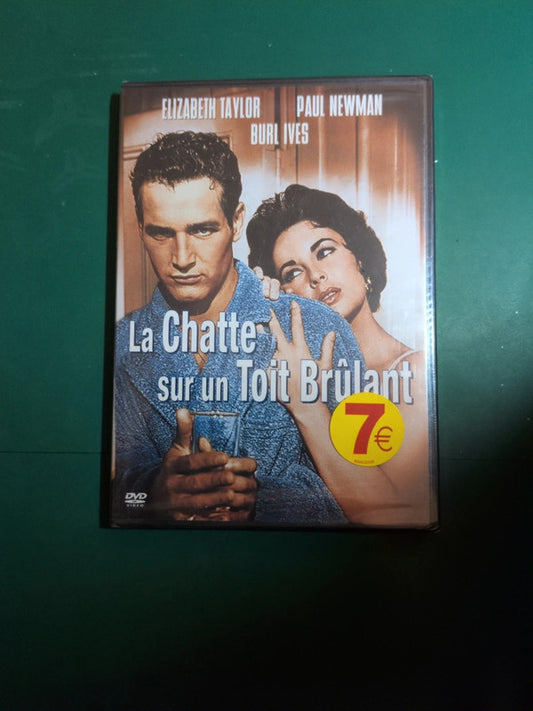 ELIZABETH TAYLOR PAUL NEWMAN
BURL IVES
La Chatte
sur un Toit Brûlant
7€
DVD
VIDEO